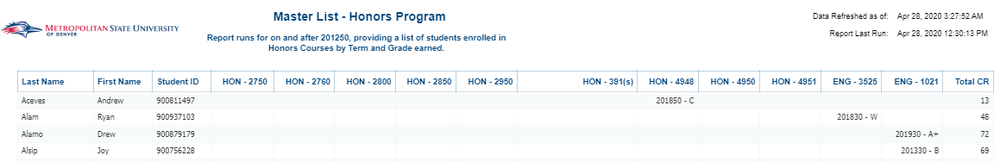 METROPOLITAN STATE UNIVERSITY
OF DENVER
Master List - Honors Program
Report runs for on and after 201250, providing a list of students enrolled in
Honors Courses by Term and Grade earned.
Data Refreshed as of: Apr 28, 2020 3:27:52 AM
Report Last Run: Apr 28, 2020 12:30:13 PM
Last Name First Name Student ID HON - 2750 HON - 2760 HON - 2800 HON - 2850 HON - 2950 HON - 391(s) HON - 4948 HON - 4950 HON - 4951 ENG - 3525 ENG - 1021 Total CR
Aceves Andrew 900811497 201850 - C 13
Alam Ryan 900937103 201830 - W 48
Alamo Drew 900879179 201930 - A+ 72
Alsip Joy 900756228 201330 - B 69